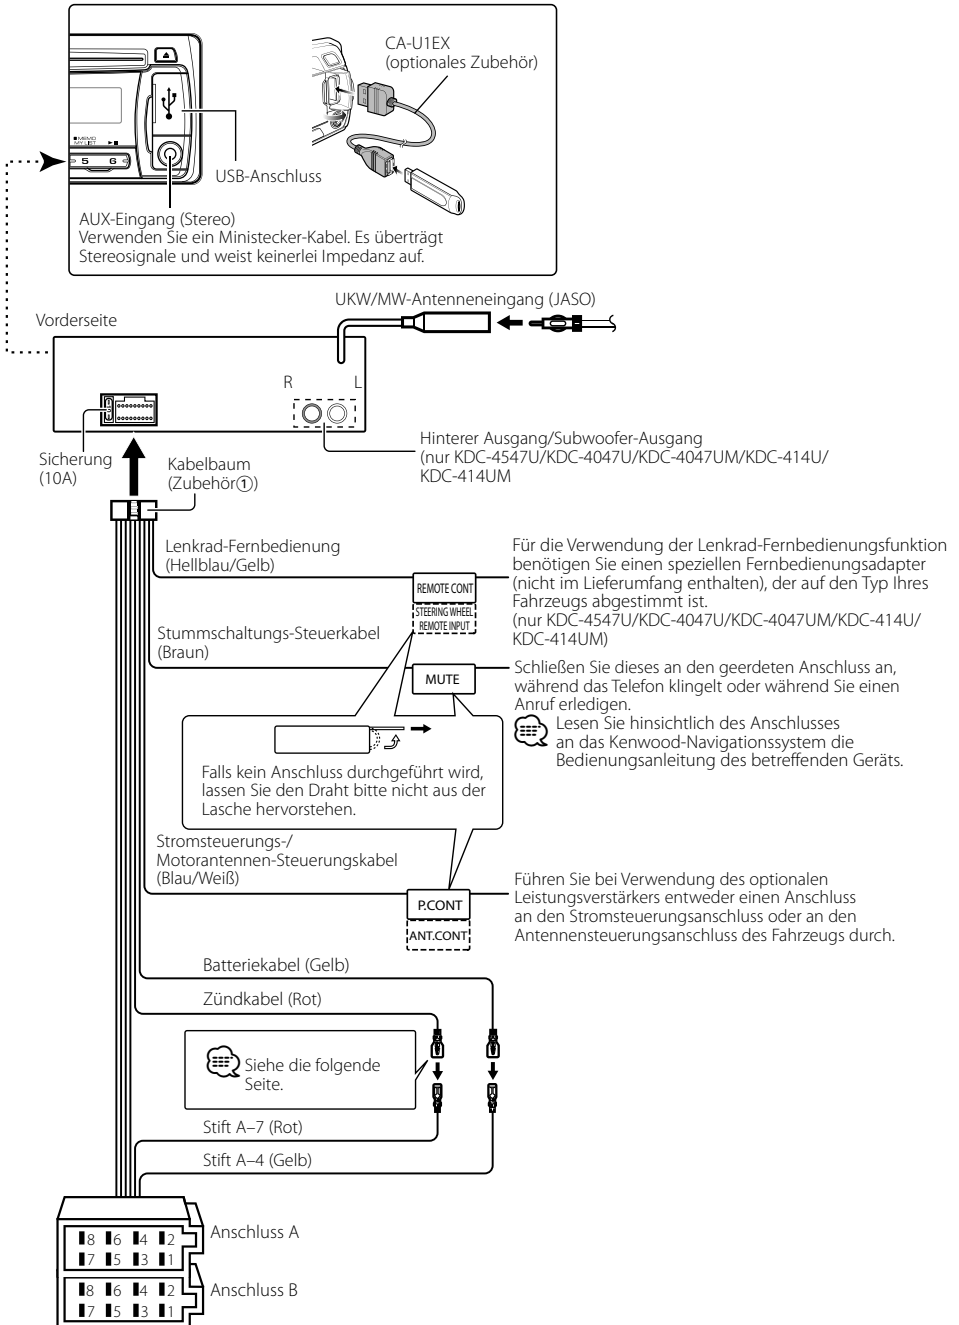 CA-U1EX
(optionales Zubehör)
■MEMO
MY LIST ►■
5 6
USB-Anschluss
AUX-Eingang (Stereo)
Verwenden Sie ein Ministecker-Kabel. Es überträgt
Stereosignale und weist keinerlei Impedanz auf.
UKW/MW-Antenneneingang (JASO)
Vorderseite
R L
Hinterer Ausgang/Subwoofer-Ausgang
(nur KDC-4547U/KDC-4047U/KDC-4047UM/KDC-414U/
KDC-414UM
Sicherung
(10A)
Kabelbaum
(Zubehör①)
Lenkrad-Fernbedienung
(Hellblau/Gelb)
REMOTE CONT
STEERING WHEEL
REMOTE INPUT
Für die Verwendung der Lenkrad-Fernbedienungsfunktion
benötigen Sie einen speziellen Fernbedienungsadapter
(nicht im Lieferumfang enthalten), der auf den Typ Ihres
Fahrzeugs abgestimmt ist.
(nur KDC-4547U/KDC-4047U/KDC-4047UM/KDC-414U/
KDC-414UM)
Stummschaltungs-Steuerkabel
(Braun)
MUTE
Schließen Sie dieses an den geerdeten Anschluss an,
während das Telefon klingelt oder während Sie einen
Anruf erledigen.
Lesen Sie hinsichtlich des Anschlusses
an das Kenwood-Navigationssystem die
Bedienungsanleitung des betreffenden Geräts.
Falls kein Anschluss durchgeführt wird,
lassen Sie den Draht bitte nicht aus der
Lasche hervorstehen.
Stromsteuerungs-/
Motorantennen-Steuerungskabel
(Blau/Weiß)
P.CONT
ANT.CONT
Führen Sie bei Verwendung des optionalen
Leistungsverstärkers entweder einen Anschluss
an den Stromsteuerungsanschluss oder an den
Antennensteuerungsanschluss des Fahrzeugs durch.
Batteriekabel (Gelb)
Zündkabel (Rot)
Siehe die folgende
Seite.
Stift A–7 (Rot)
Stift A–4 (Gelb)
Anschluss A
8 6 4 2
7 5 3 1
Anschluss B
8 6 4 2
7 5 3 1